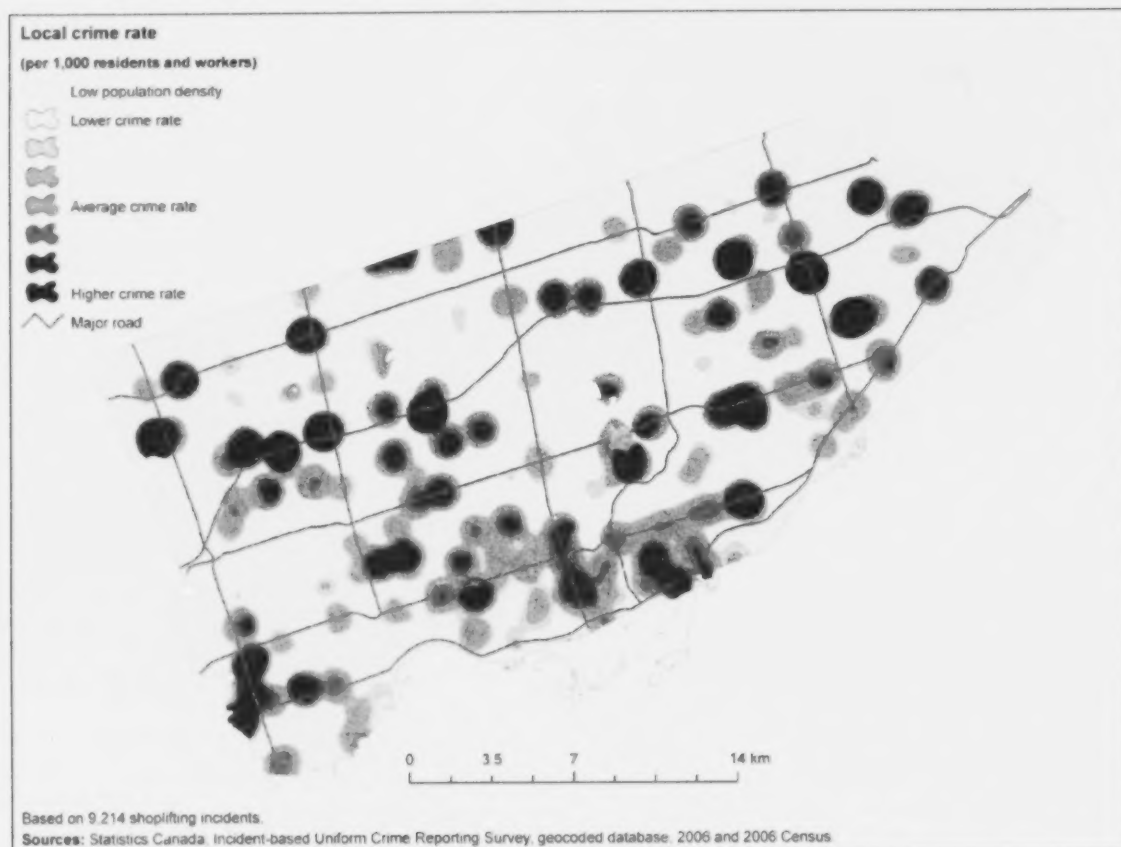 Local crime rate
(per 1,000 residents and workers)
Low population density
Lower crime rate
Average crime rate
Higher crime rate
Major road
0 3.5 7 14 km
Based on 9,214 shoplifting incidents.
Sources: Statistics Canada, Incident-based Uniform Crime Reporting Survey, geocoded database, 2006 and 2006 Census.